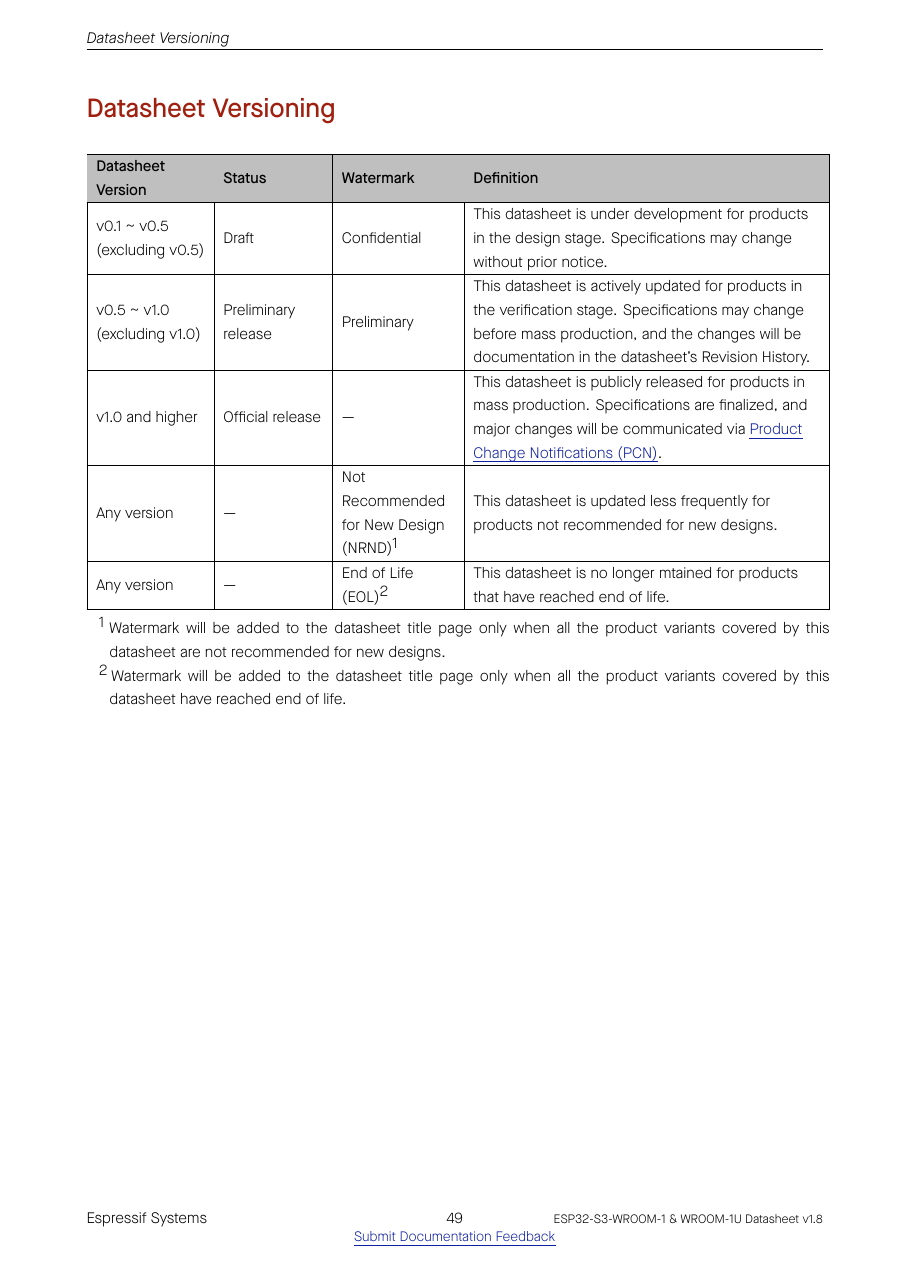 Datasheet Versioning
Datasheet Versioning
Datasheet
Version
Status
Watermark
Definition
v0.1 ~ v0.5
(excluding v0.5)
Draft
Confidential
This datasheet is under development for products
in the design stage. Specifications may change
without prior notice.
v0.5 ~ v1.0
(excluding v1.0)
Preliminary
release
Preliminary
This datasheet is actively updated for products in
the verification stage. Specifications may change
before mass production, and the changes will be
documentation in the datasheet's Revision History.
v1.0 and higher
Official release
—
This datasheet is publicly released for products in
mass production. Specifications are finalized, and
major changes will be communicated via Product
Change Notifications (PCN).
Any version
—
Not
Recommended
for New Design
(NRND)1
This datasheet is updated less frequently for
products not recommended for new designs.
Any version
—
End of Life
(EOL)2
This datasheet is no longer mtained for products
that have reached end of life.
1 Watermark will be added to the datasheet title page only when all the product variants covered by this
datasheet are not recommended for new designs.
2 Watermark will be added to the datasheet title page only when all the product variants covered by this
datasheet have reached end of life.
Espressif Systems
49
ESP32-S3-WROOM-1 & WROOM-1U Datasheet v1.8
Submit Documentation Feedback